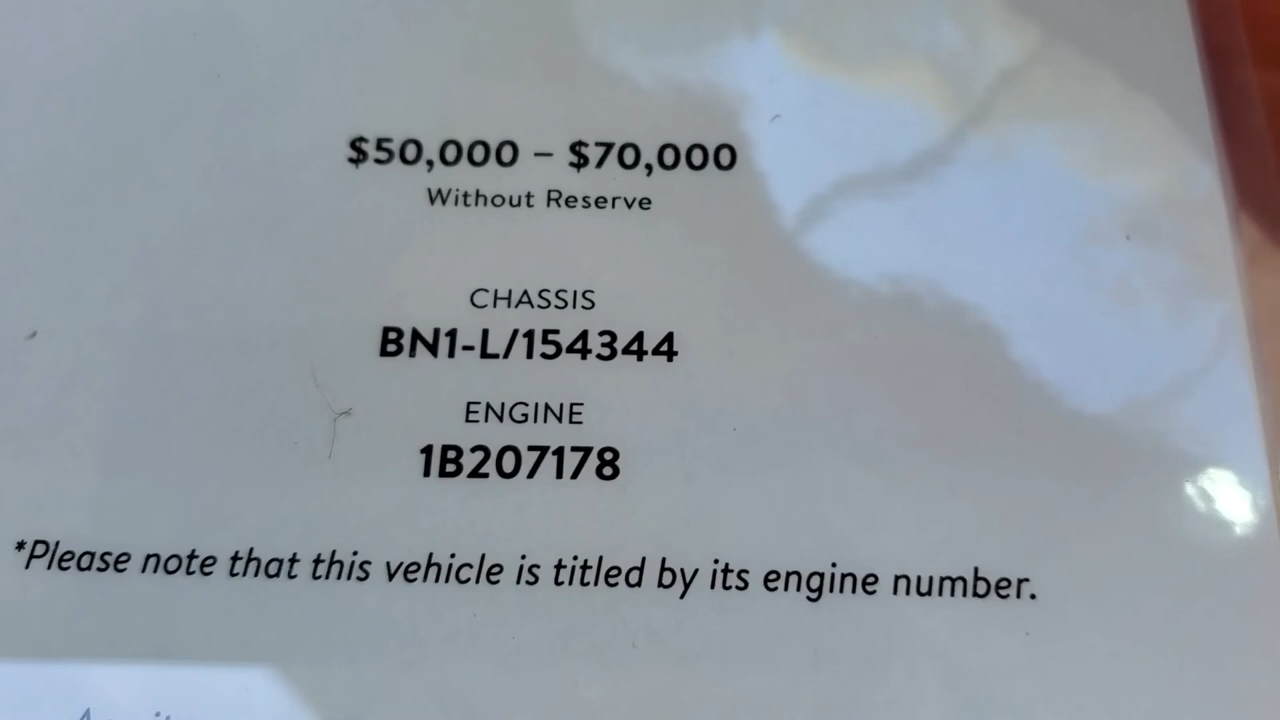 $50,000 – $70,000
Without Reserve
CHASSIS
BN1-L/154344
ENGINE
1B207178
*Please note that this vehicle is titled by its engine number.